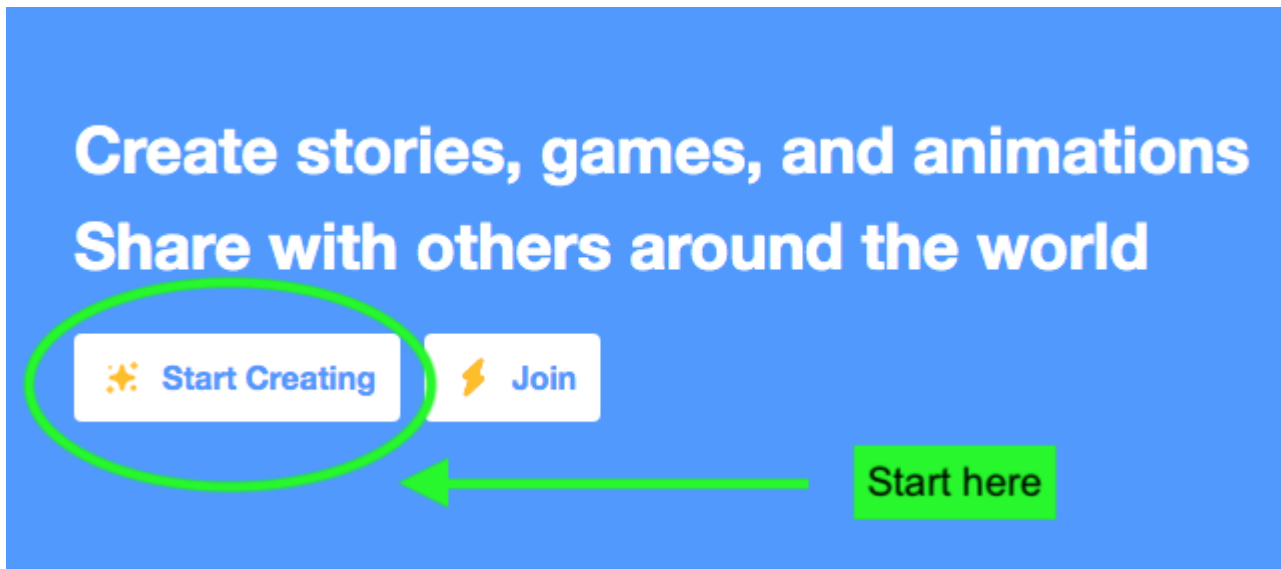 Create stories, games, and animations
Share with others around the world
Start Creating
Join
Start here